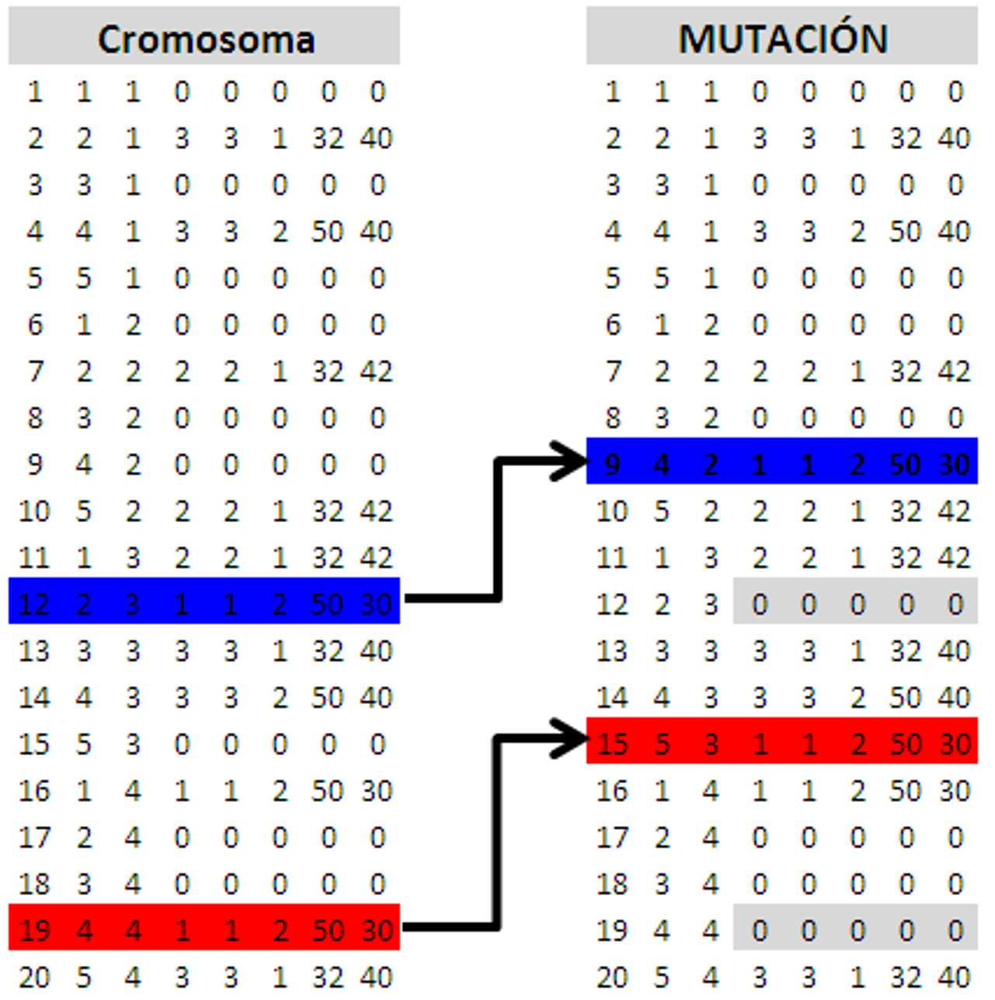 Cromosoma MUTACIÓN
1 1 1 0 0 0 0 0 1 1 1 0 0 0 0 0
2 2 1 3 3 1 32 40 2 2 1 3 3 1 32 40
3 3 1 0 0 0 0 0 3 3 1 0 0 0 0 0
4 4 1 3 3 2 50 40 4 4 1 3 3 2 50 40
5 5 1 0 0 0 0 0 5 5 1 0 0 0 0 0
6 1 2 0 0 0 0 0 6 1 2 0 0 0 0 0
7 2 2 2 2 1 32 42 7 2 2 2 2 1 32 42
8 3 2 0 0 0 0 0 8 3 2 0 0 0 0 0
9 4 2 0 0 0 0 0 9 4 2 1 1 2 50 30
10 5 2 2 2 1 32 42 10 5 2 2 2 1 32 42
11 1 3 2 2 1 32 42 11 1 3 2 2 1 32 42
12 2 3 1 1 2 50 30 12 2 3 0 0 0 0 0
13 3 3 3 3 1 32 40 13 3 3 3 3 1 32 40
14 4 3 3 3 2 50 40 14 4 3 3 3 2 50 40
15 5 3 0 0 0 0 0 15 5 3 1 1 2 50 30
16 1 4 1 1 2 50 30 16 1 4 1 1 2 50 30
17 2 4 0 0 0 0 0 17 2 4 0 0 0 0 0
18 3 4 0 0 0 0 0 18 3 4 0 0 0 0 0
19 4 4 1 1 2 50 30 19 4 4 0 0 0 0 0
20 5 4 3 3 1 32 40 20 5 4 3 3 1 32 40